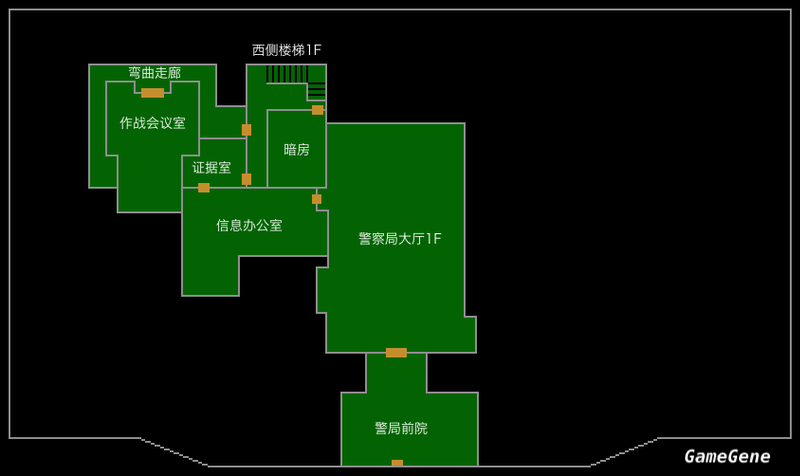 西侧楼梯1F
弯曲走廊
作战会议室
暗房
证据室
信息办公室
警察局大厅1F
警局前院
GameGene